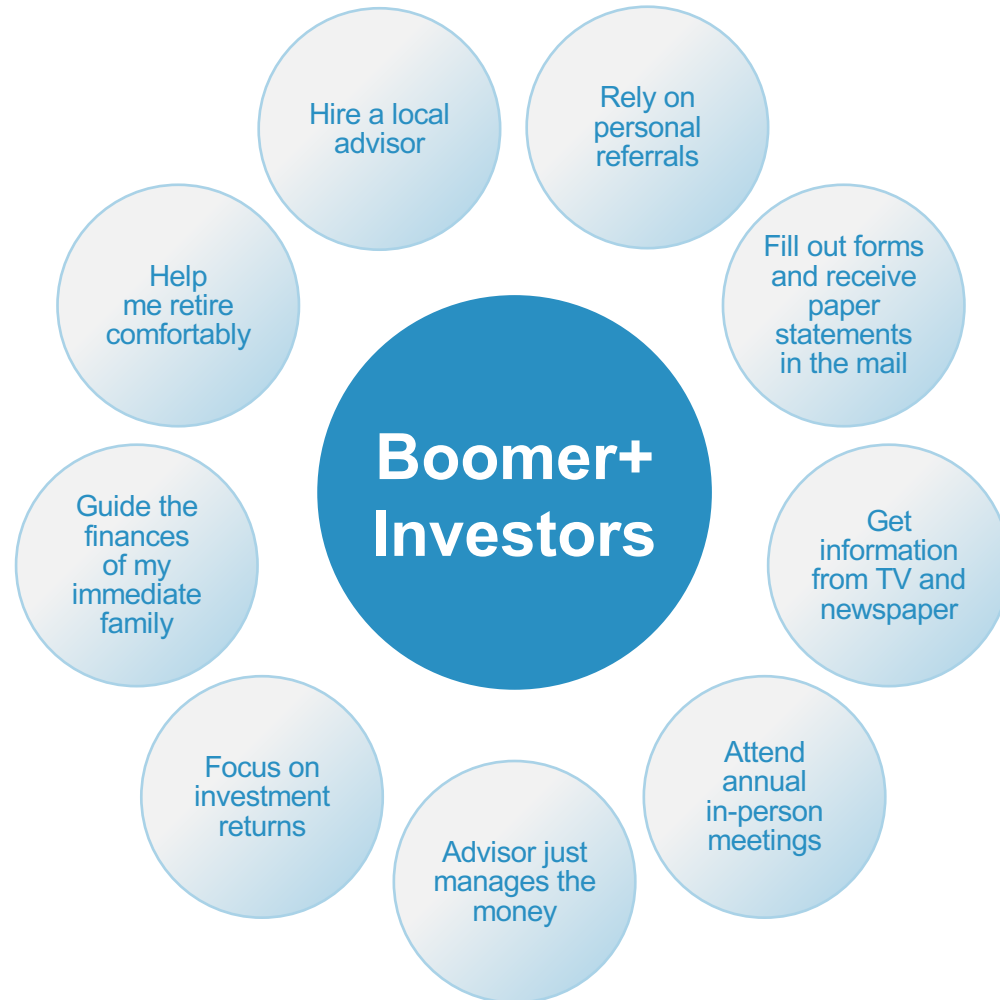 Hire a local
advisor
Rely on
personal
referrals
Fill out forms
and receive
paper
statements
in the mail
Get
information
from TV and
newspaper
Attend
annual
in-person
meetings
Advisor just
manages the
money
Focus on
investment
returns
Guide the
finances
of my
immediate
family
Help
me retire
comfortably
Boomer+
Investors